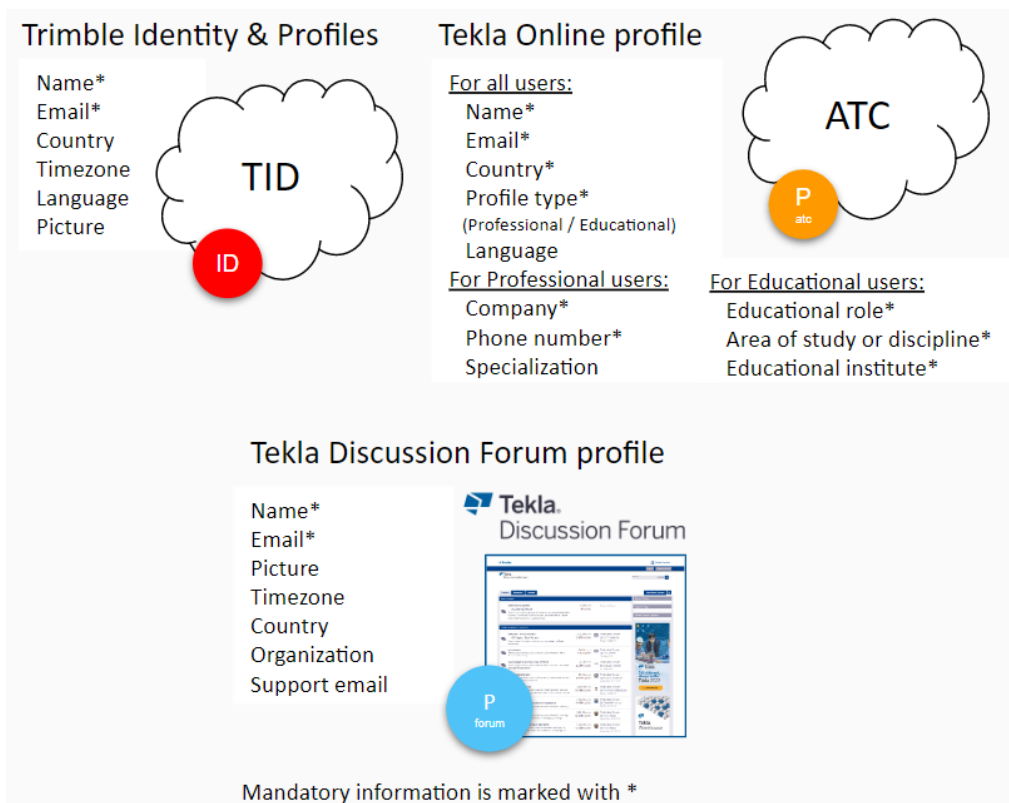 Trimble Identity & Profiles
Name*
Email*
Country
Timezone
Language
Picture
TID
ID
Tekla Online profile
For all users:
Name*
Email*
Country*
Profile type*
(Professional / Educational)
Language
For Professional users:
Company*
Phone number*
Specialization
ATC
P
atc
For Educational users:
Educational role*
Area of study or discipline*
Educational institute*
Tekla Discussion Forum profile
Name*
Email*
Picture
Timezone
Country
Organization
Support email
Tekla.
Discussion Forum
P
forum
Mandatory information is marked with *